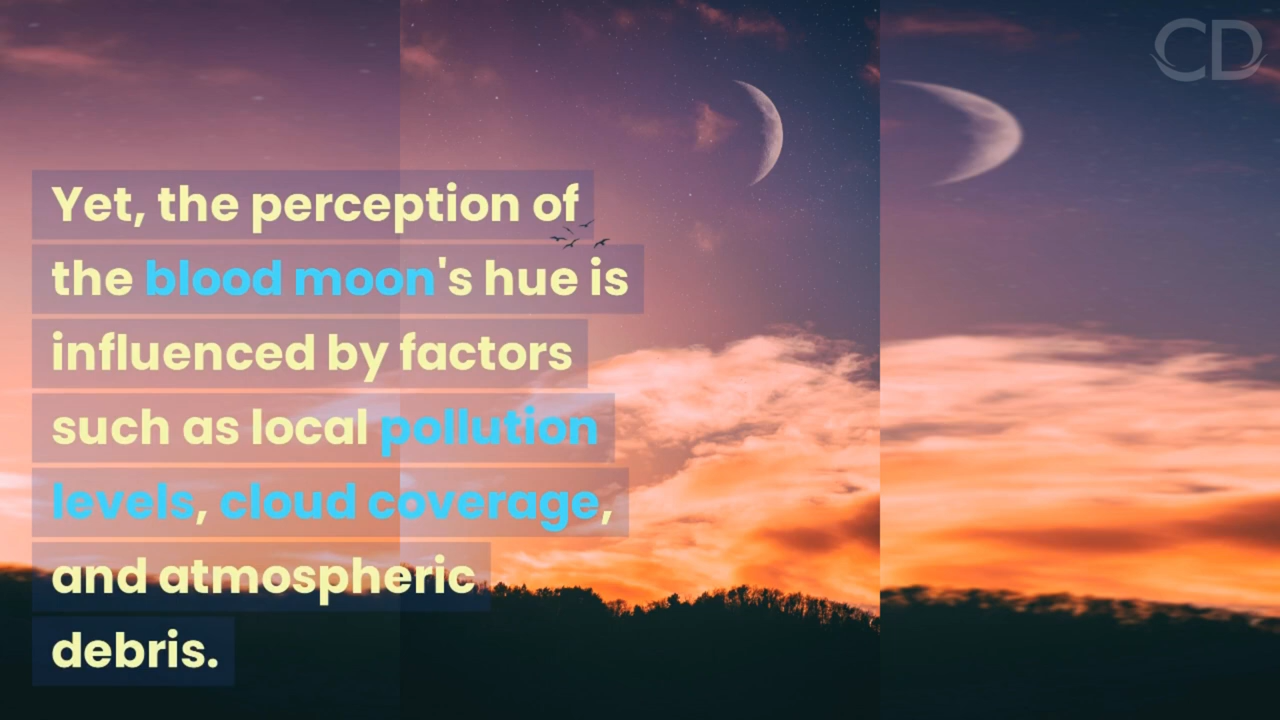 CD
Yet, the perception of
the blood moon's hue is
influenced by factors
such as local pollution
levels, cloud coverage,
and atmospheric
debris.